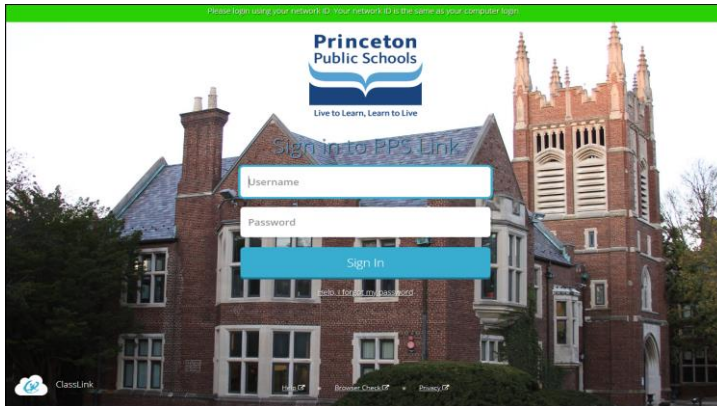 Please login using your network ID. Your network ID is the same as your computer login.
Princeton
Public Schools
Live to Learn, Learn to Live
Sign in to PPS Link
Username
Password
Sign In
Help, I forgot my password.
ClassLink
Help
Browser Check
Privacy